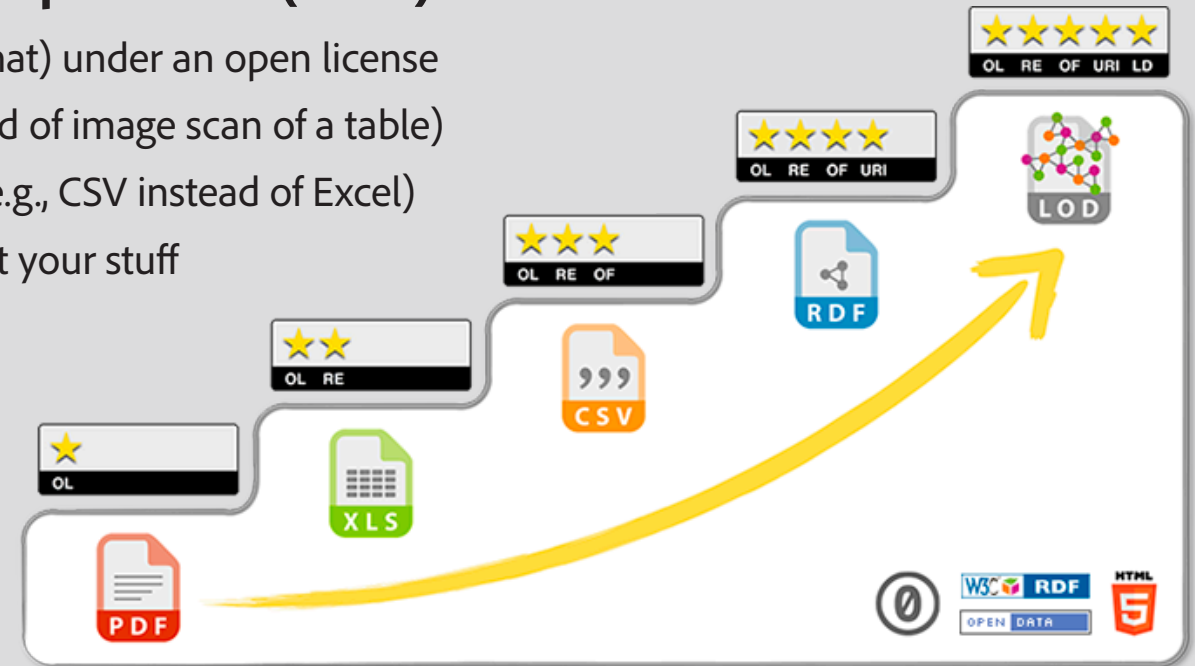 nat) under an open license
d of image scan of a table)
e.g., CSV instead of Excel)
t your stuff
OL RE OF URI LD
LOD
OL RE OF URI
RDF
OL RE OF
CSV
OL RE
XLS
OL
PDF
0
W3C RDF
OPEN DATA
HTML
5